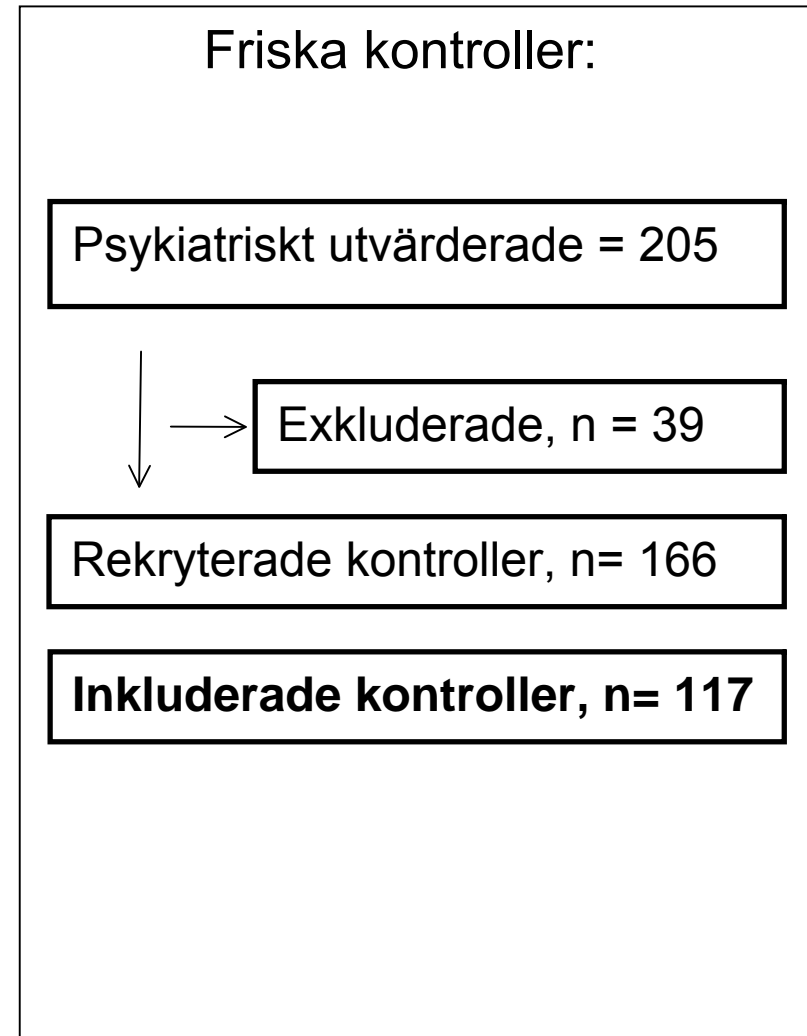 Friska kontroller:
Psykiatriskt utvärderade = 205
Exkluderade, n = 39
Rekryterade kontroller, n= 166
Inkluderade kontroller, n= 117